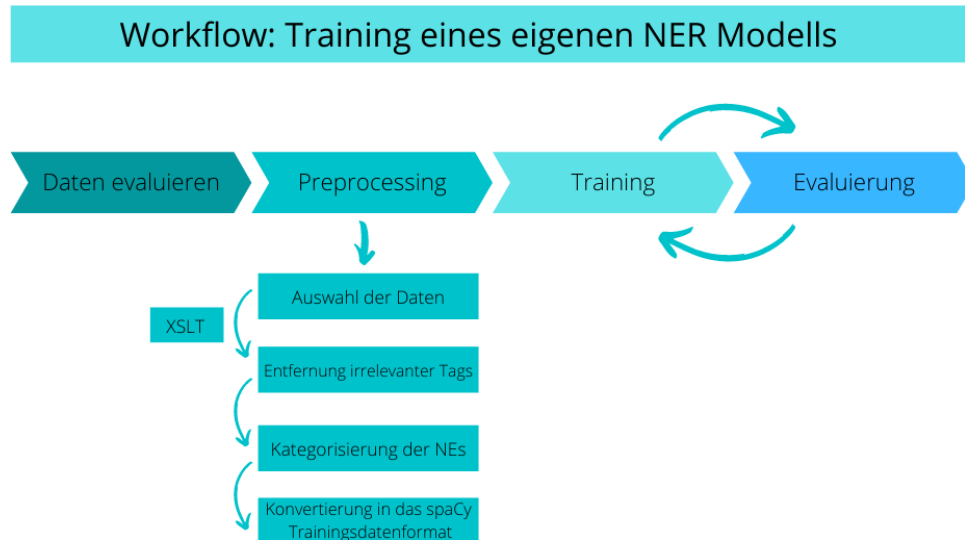 Workflow: Training eines eigenen NER Modells
Daten evaluieren
Preprocessing
Training
Evaluierung
Auswahl der Daten
XSLT
Entfernung irrelevanter Tags
Kategorisierung der NEs
Konvertierung in das spaCy
Trainingsdatenformat